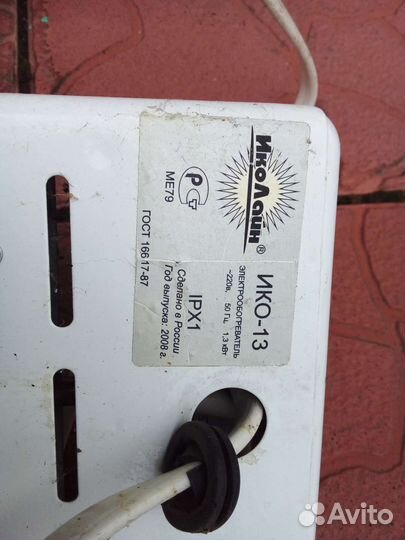 ИкоЛайн®
ИКО-13
ЭЛЕКТРООБОГРЕВАТЕЛЬ
~220в, 50 Гц, 1,3 кВт
РСТ
МЕ79
IPX1
Сделано в России
Год выпуска: 2008 г.
ГОСТ 16617-87
Avito